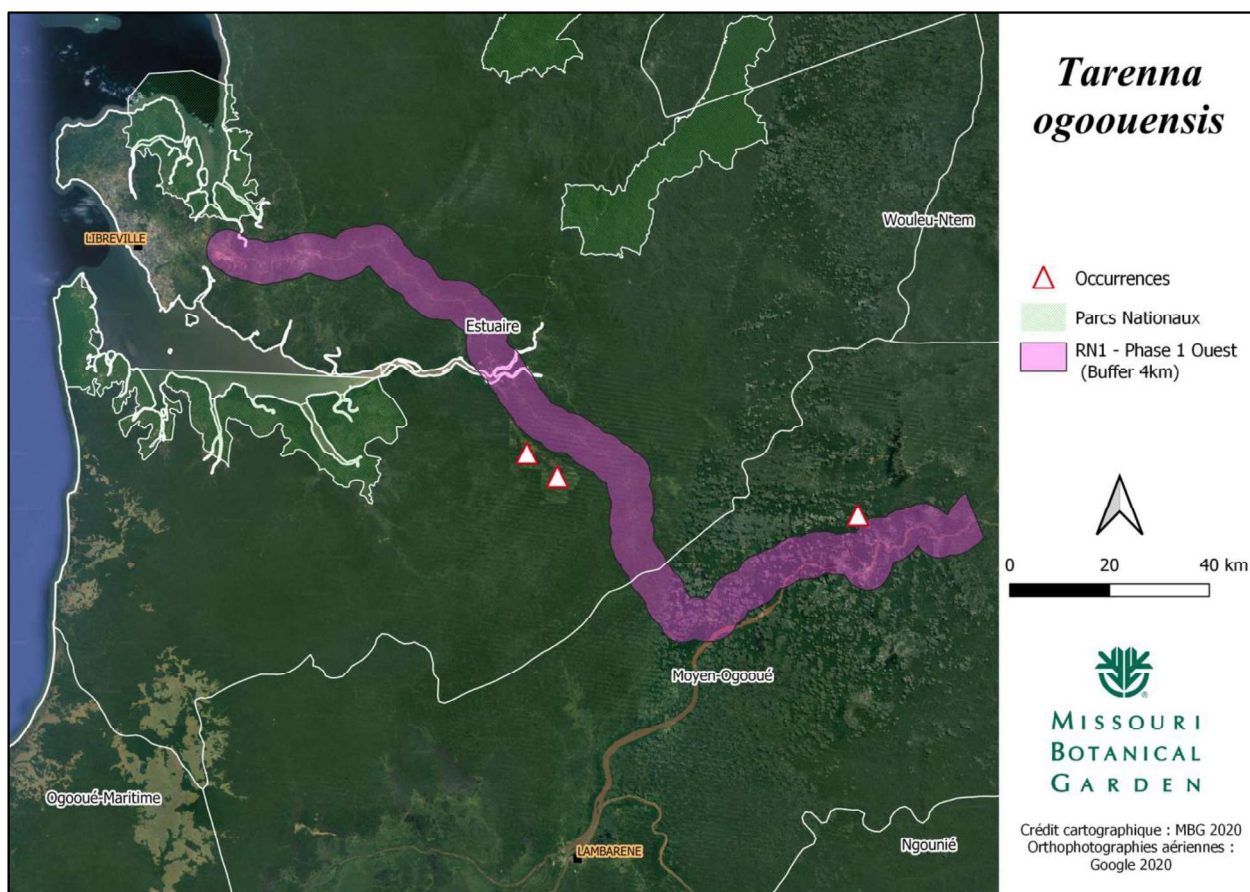 Tarenna
ogoouensis
LIBREVILLE
Estuaire
Wouleu-Ntem
Moyen-Ogooué
Ogooué-Maritime
LAMBARENE
Ngounié
Occurrences
Parcs Nationaux
RN1 - Phase 1 Ouest
(Buffer 4km)
0 20 40 km
MISSOURI
BOTANICAL
GARDEN
®
Crédit cartographique : MBG 2020
Orthophotographies aériennes :
Google 2020